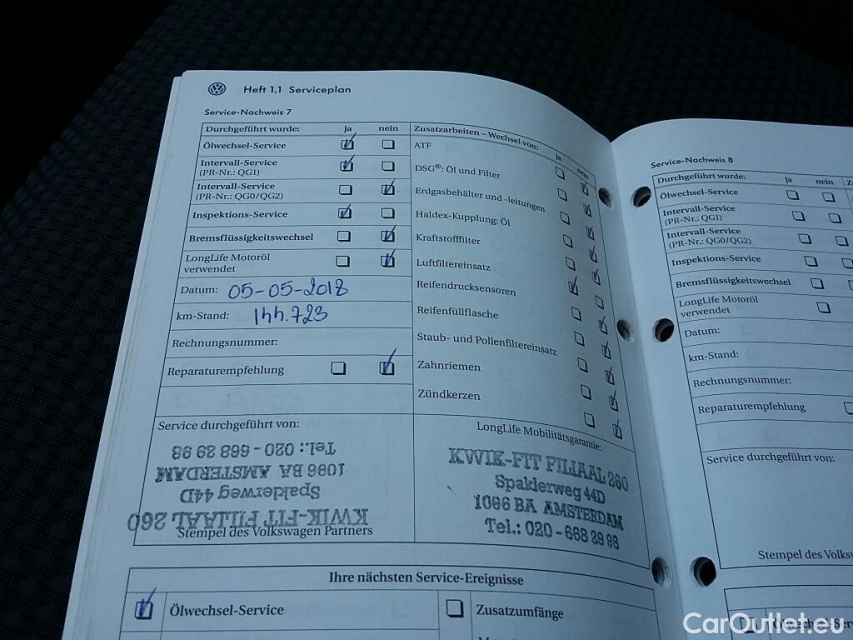 Heft 1.1 Serviceplan
Service-Nachweis 7
Durchgeführt wurde: ja nein
Ölwechsel-Service
Intervall-Service
(PR-Nr.: QG1)
Intervall-Service
(PR-Nr.: QG0/QG2)
Inspektions-Service
Bremsflüssigkeitswechsel
LongLife Motoröl
verwendet
Datum: 05-05-2018
km-Stand: 144.723
Rechnungsnummer:
Reparaturempfehlung
Zusatzarbeiten – Wechsel von: ja nein
ATF
DSG®: Öl und Filter
Erdgasbehälter und -leitungen
Haldex-Kupplung: Öl
Kraftstofffilter
Luftfiltereinsatz
Reifendrucksensoren
Reifenfüllflasche
Staub- und Pollenfiltereinsatz
Zahnriemen
Zündkerzen
Service durchgeführt von:
KWIK-FIT FILIAAL 260
Spaklerweg 44D
1096 BA AMSTERDAM
Tel.: 020 - 668 29 98
Stempel des Volkswagen Partners
LongLife Mobilitätsgarantie:
KWIK-FIT FILIAAL 260
Spaklerweg 44D
1096 BA AMSTERDAM
Tel.: 020 - 668 29 98
Ihre nächsten Service-Ereignisse
Ölwechsel-Service
Zusatzumfänge
Service-Nachweis 8
Durchgeführt wurde: ja nein
Ölwechsel-Service
Intervall-Service
(PR-Nr.: QG1)
Intervall-Service
(PR-Nr.: QG0/QG2)
Inspektions-Service
Bremsflüssigkeitswechsel
LongLife Motoröl
verwendet
Datum:
km-Stand:
Rechnungsnummer:
Reparaturempfehlung
Service durchgeführt von:
Stempel des Volksw
CarOutlet.eu